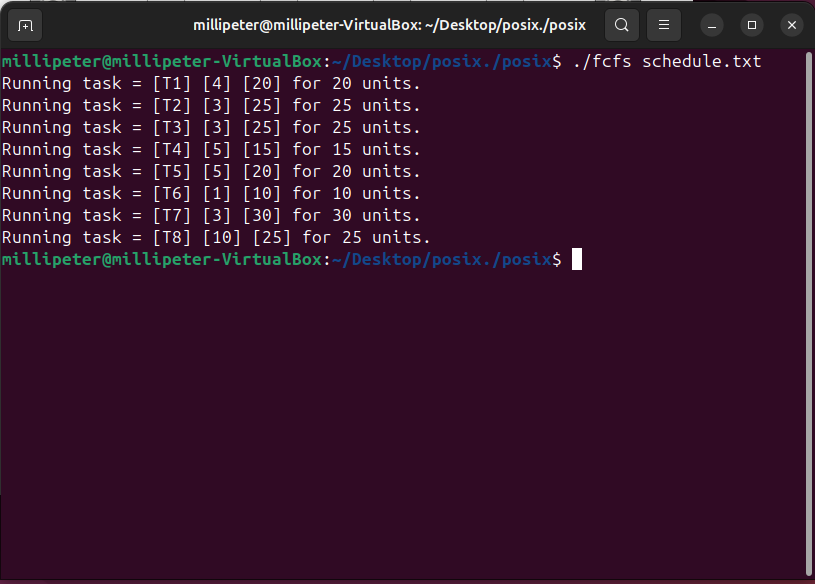 millipeter@millipeter-VirtualBox: ~/Desktop/posix./posix
millipeter@millipeter-VirtualBox:~/Desktop/posix./posix$ ./fcfs schedule.txt
Running task = [T1] [4] [20] for 20 units.
Running task = [T2] [3] [25] for 25 units.
Running task = [T3] [3] [25] for 25 units.
Running task = [T4] [5] [15] for 15 units.
Running task = [T5] [5] [20] for 20 units.
Running task = [T6] [1] [10] for 10 units.
Running task = [T7] [3] [30] for 30 units.
Running task = [T8] [10] [25] for 25 units.
millipeter@millipeter-VirtualBox:~/Desktop/posix./posix$